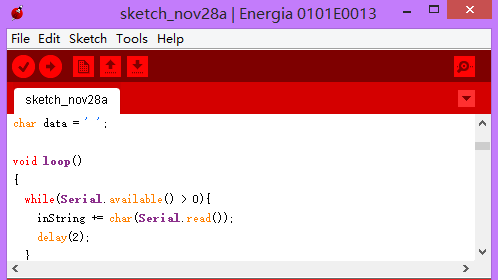 sketch_nov28a | Energia 0101E0013
File Edit Sketch Tools Help
sketch_nov28a
char data = ' ';
void loop()
{
while(Serial.available() > 0){
inString += char(Serial.read());
delay(2);
}